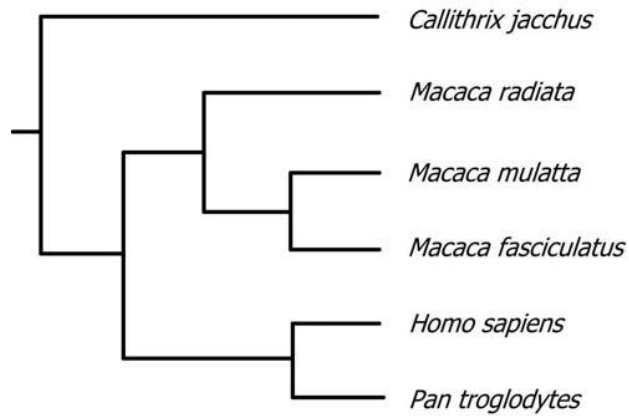 Callithrix jacchus
Macaca radiata
Macaca mulatta
Macaca fasciculatus
Homo sapiens
Pan troglodytes